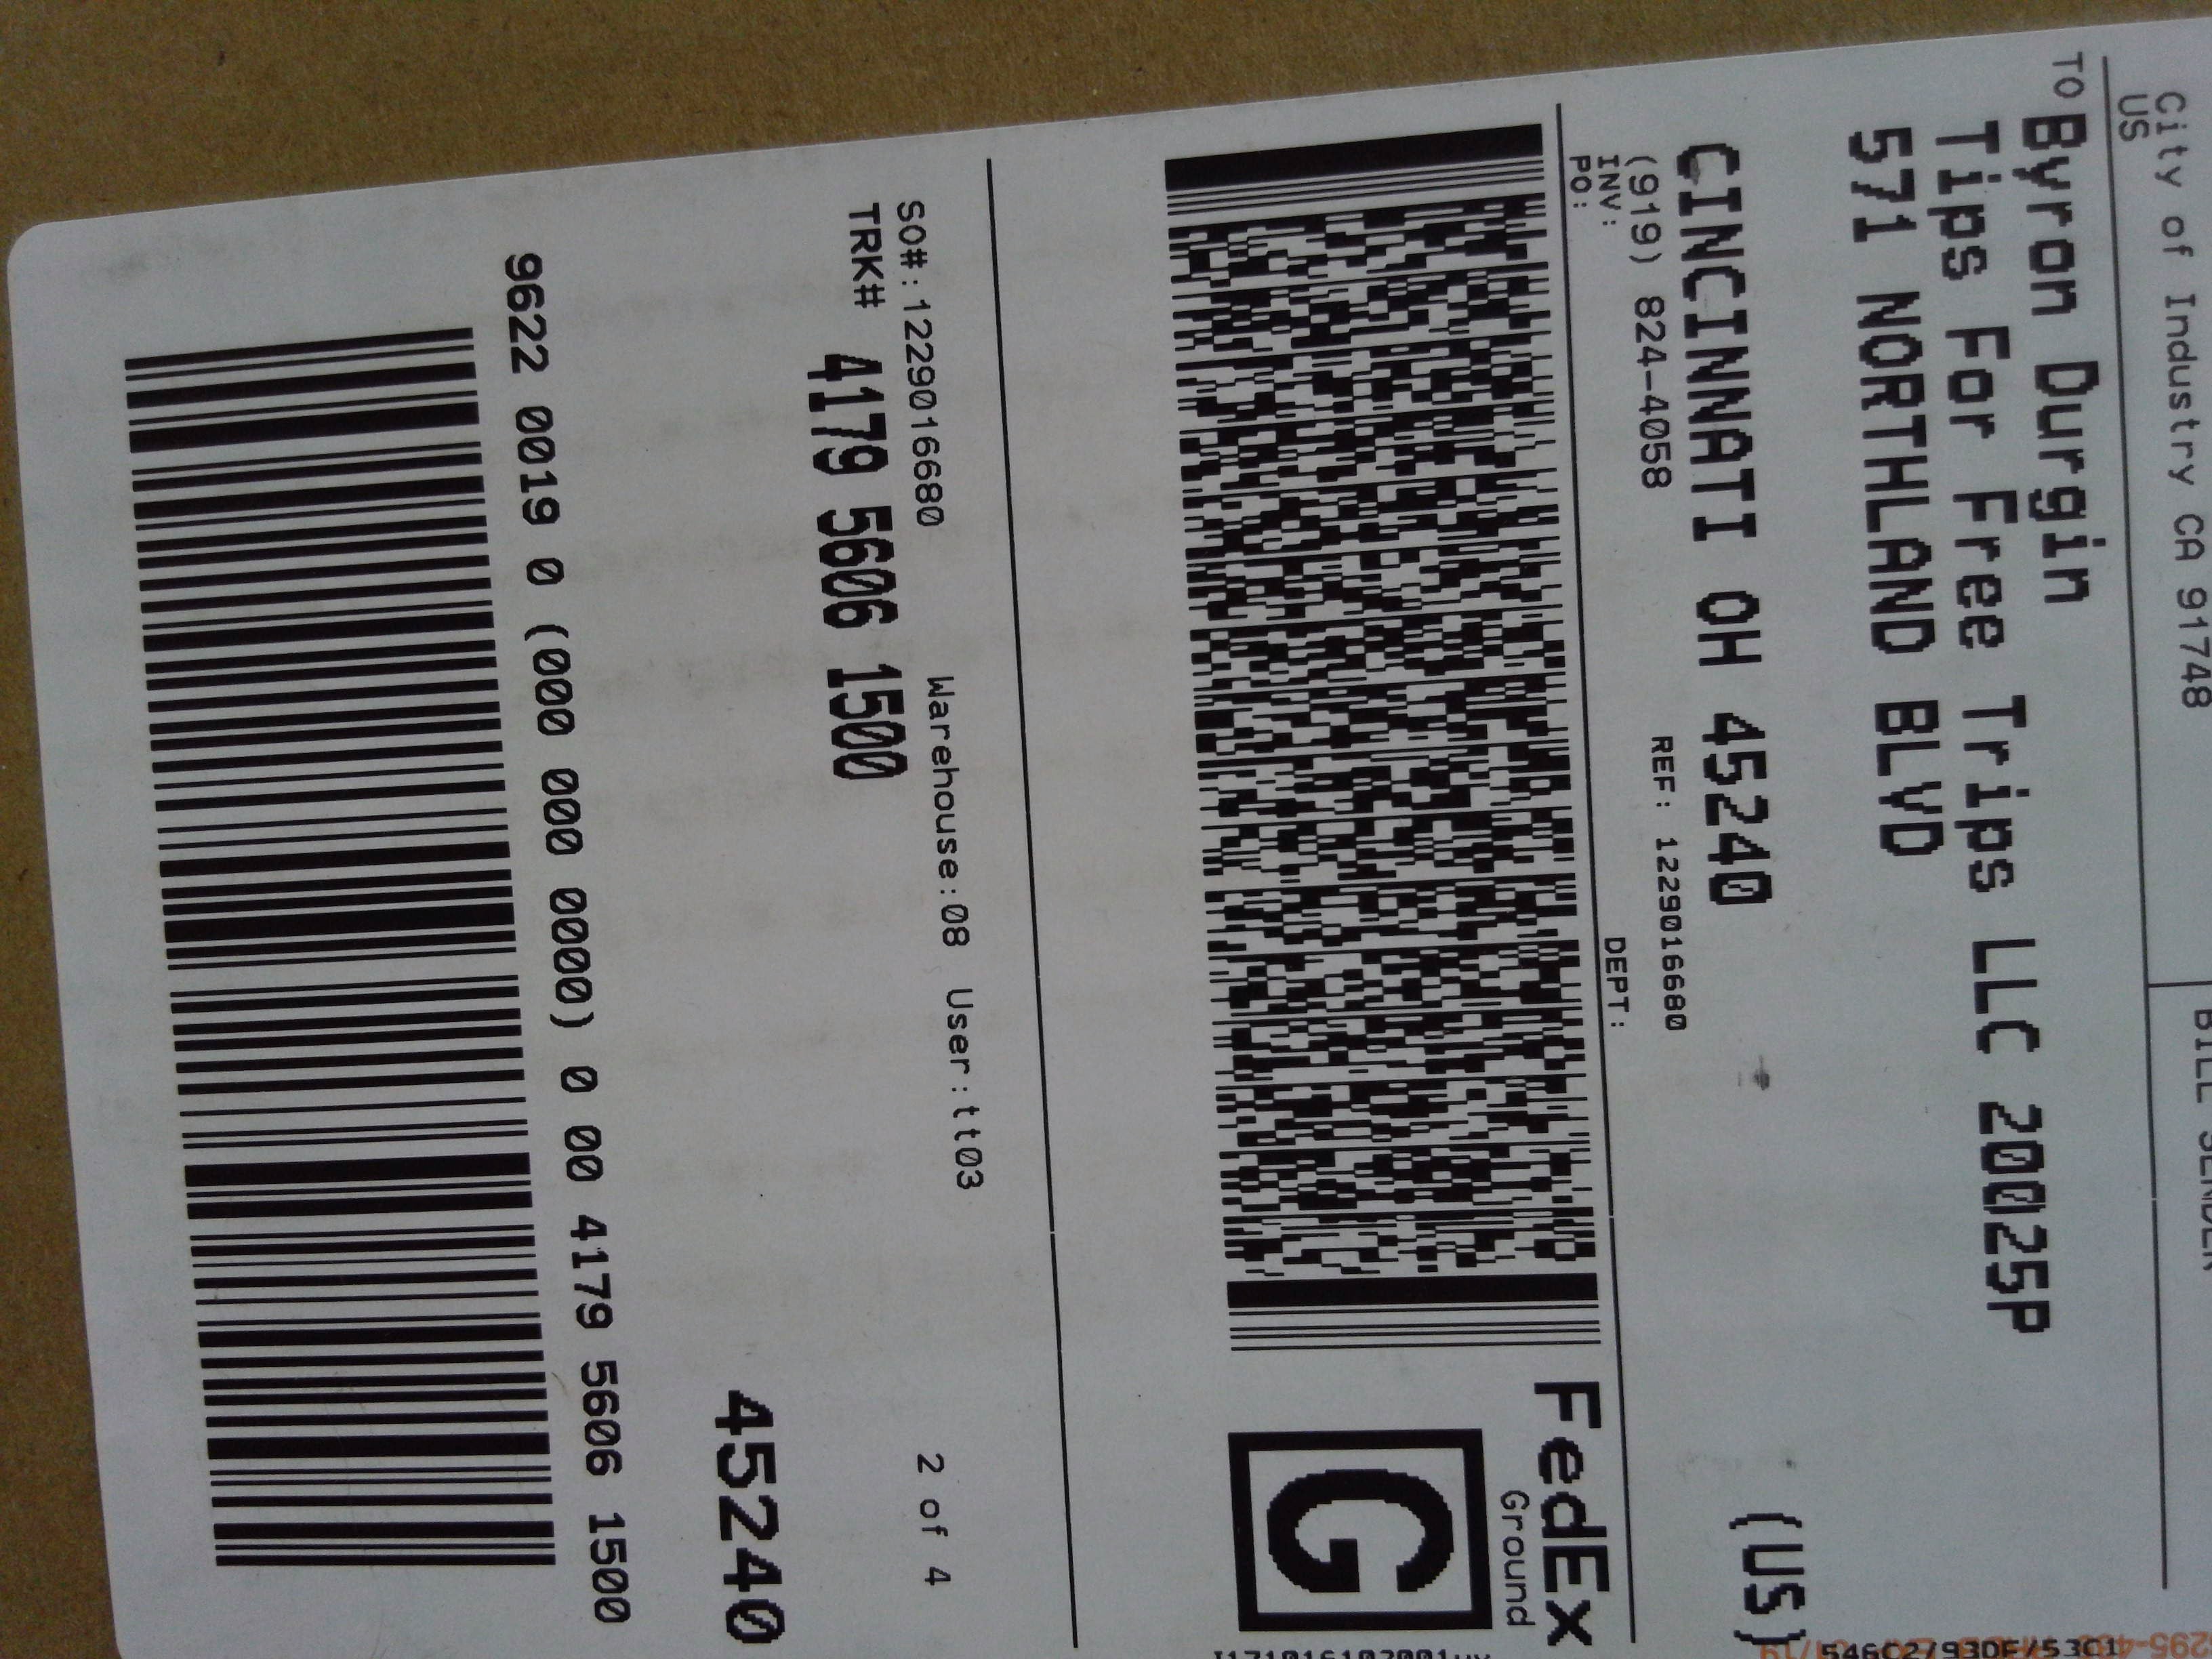 City of Industry CA 91748
US
BILL SENDER
TO Byron Durgin
Tips For Free Trips LLC 20025P
571 NORTHLAND BLVD
CINCINNATI OH 45240
(US)
(919) 824-4058
REF: 1229016680
INV:
PO:
DEPT:
FedEx
Ground
G
SO#:1229016680 Warehouse:08 User:tt03
2 of 4
TRK# 4179 5606 1500
45240
9622 0019 0 (000 000 0000) 0 00 4179 5606 1500